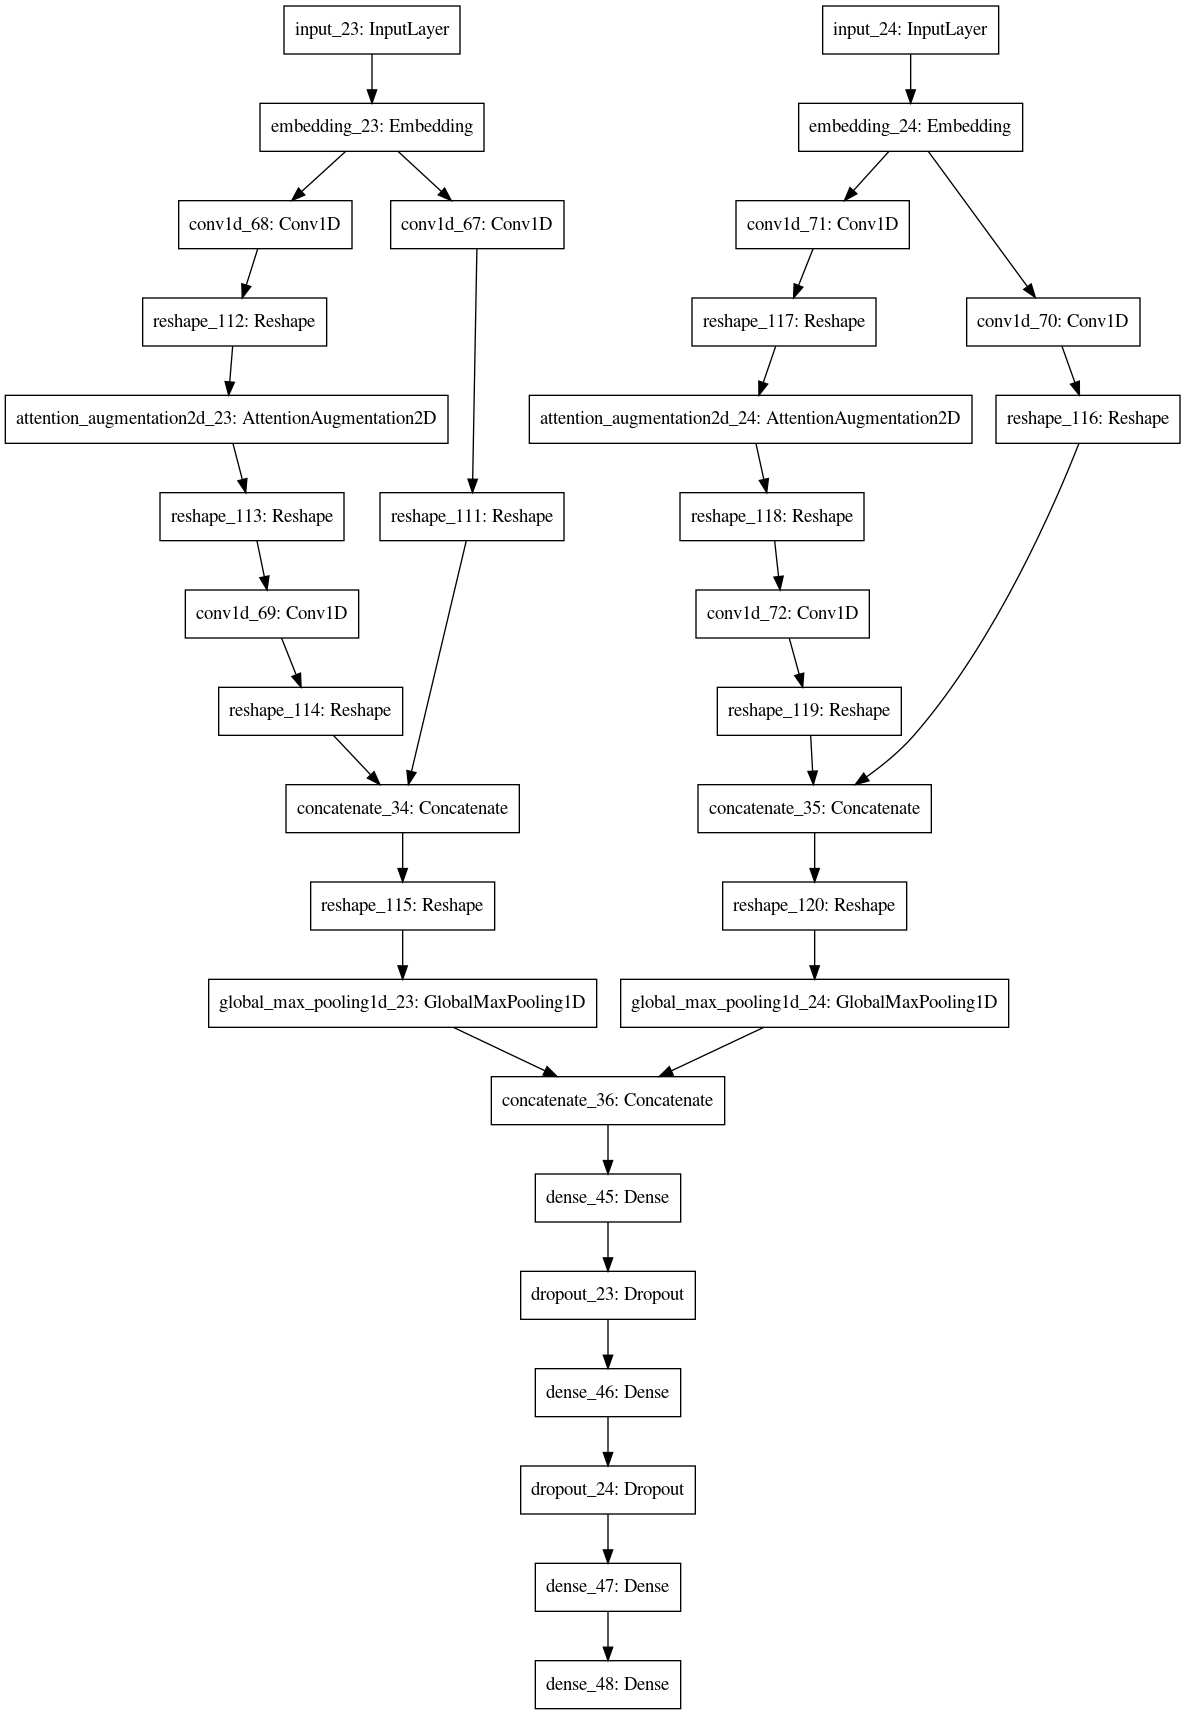 input_23: InputLayer
input_24: InputLayer
embedding_23: Embedding
embedding_24: Embedding
conv1d_68: Conv1D
conv1d_67: Conv1D
conv1d_71: Conv1D
reshape_112: Reshape
reshape_117: Reshape
conv1d_70: Conv1D
attention_augmentation2d_23: AttentionAugmentation2D
attention_augmentation2d_24: AttentionAugmentation2D
reshape_116: Reshape
reshape_113: Reshape
reshape_111: Reshape
reshape_118: Reshape
conv1d_69: Conv1D
conv1d_72: Conv1D
reshape_114: Reshape
reshape_119: Reshape
concatenate_34: Concatenate
concatenate_35: Concatenate
reshape_115: Reshape
reshape_120: Reshape
global_max_pooling1d_23: GlobalMaxPooling1D
global_max_pooling1d_24: GlobalMaxPooling1D
concatenate_36: Concatenate
dense_45: Dense
dropout_23: Dropout
dense_46: Dense
dropout_24: Dropout
dense_47: Dense
dense_48: Dense